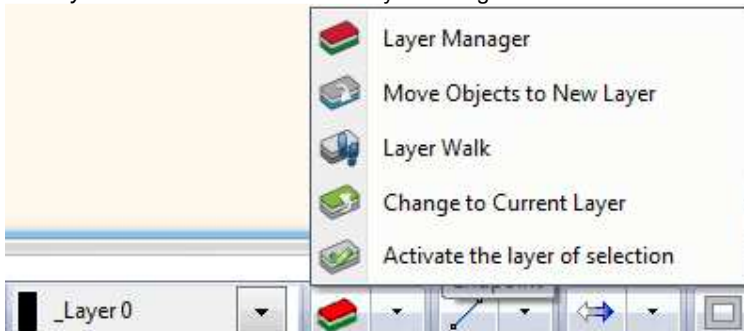 Layer Manager
Move Objects to New Layer
Layer Walk
Change to Current Layer
Activate the layer of selection
_Layer 0